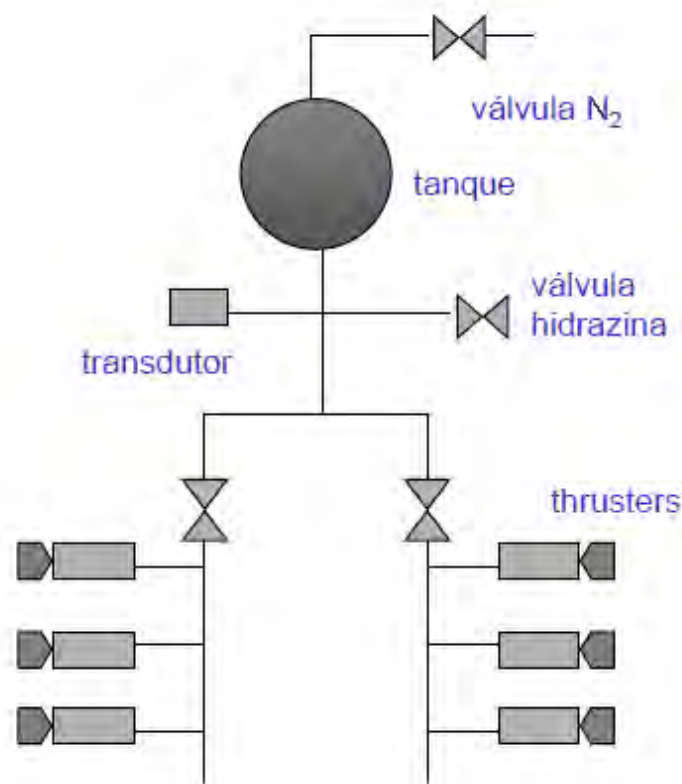 válvula N₂
tanque
válvula
hidrazina
transdutor
thrusters